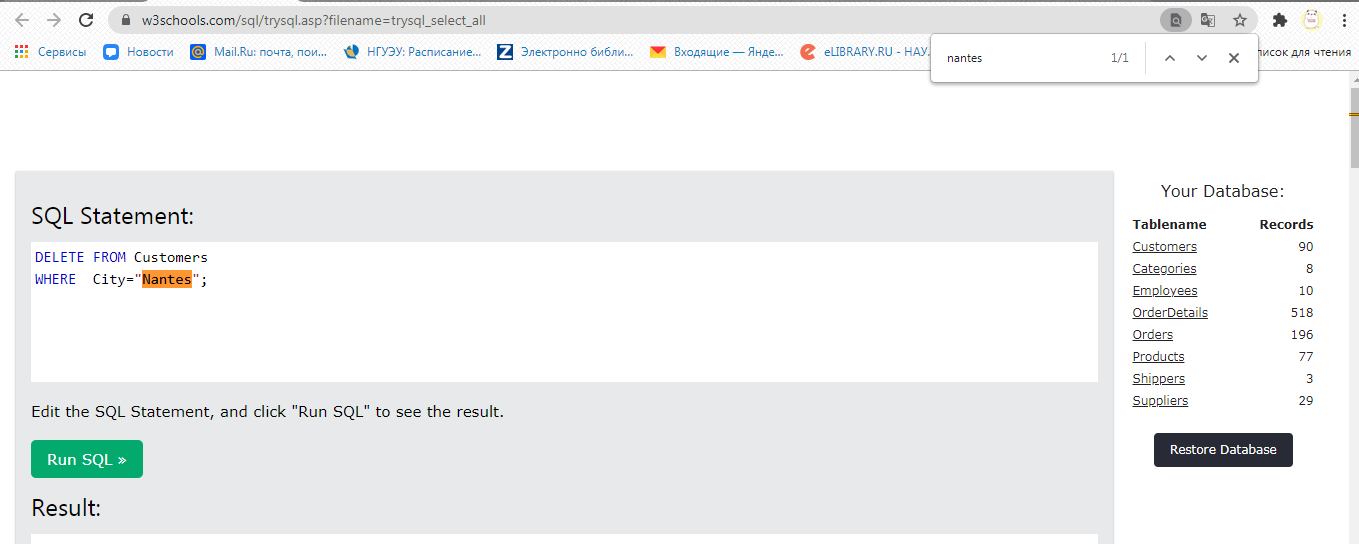 w3schools.com/sql/trysql.asp?filename=trysql_select_all
Сервисы Новости Mail.Ru: почта, пои... НГУЭУ: Расписание... Электронно библи... Входящие — Янде... eLIBRARY.RU - НАУ. писок для чтения
nantes 1/1
SQL Statement:
DELETE FROM Customers
WHERE City="Nantes";
Edit the SQL Statement, and click "Run SQL" to see the result.
Run SQL »
Result:
Your Database:
Tablename Records
Customers 90
Categories 8
Employees 10
OrderDetails 518
Orders 196
Products 77
Shippers 3
Suppliers 29
Restore Database